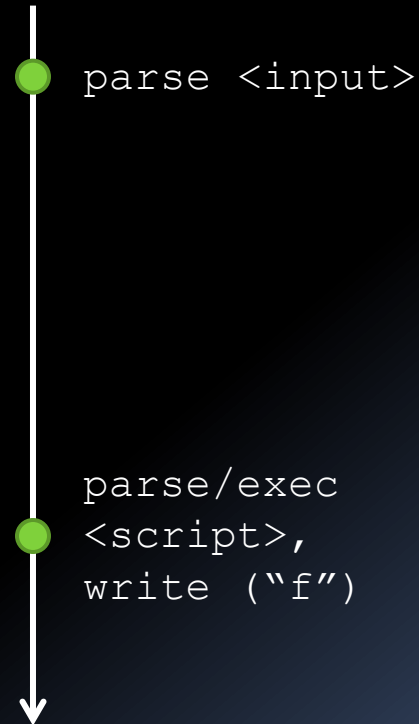 parse <input>
parse/exec
<script>,
write (“f”)